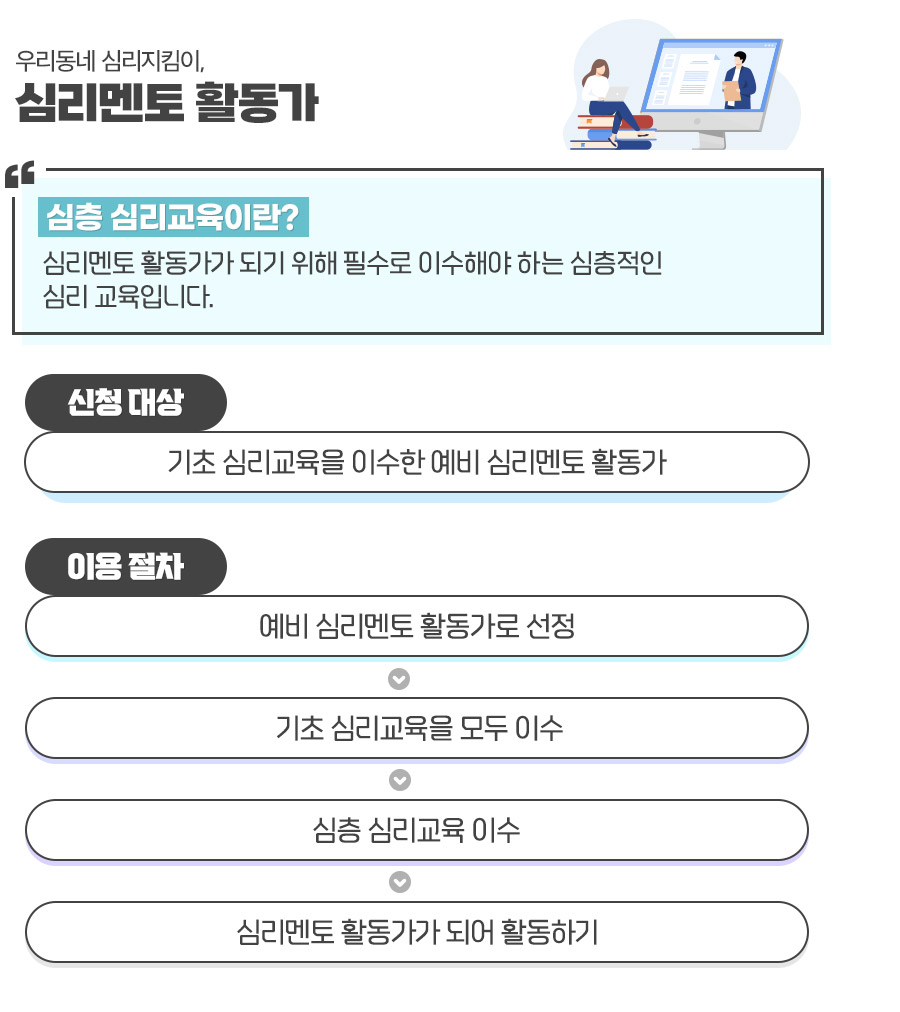 우리동네 심리지킴이,
심리멘토 활동가
심층 심리교육이란?
심리멘토 활동가가 되기 위해 필수로 이수해야 하는 심층적인
심리 교육입니다.
신청 대상
기초 심리교육을 이수한 예비 심리멘토 활동가
이용 절차
예비 심리멘토 활동가로 선정
기초 심리교육을 모두 이수
심층 심리교육 이수
심리멘토 활동가가 되어 활동하기